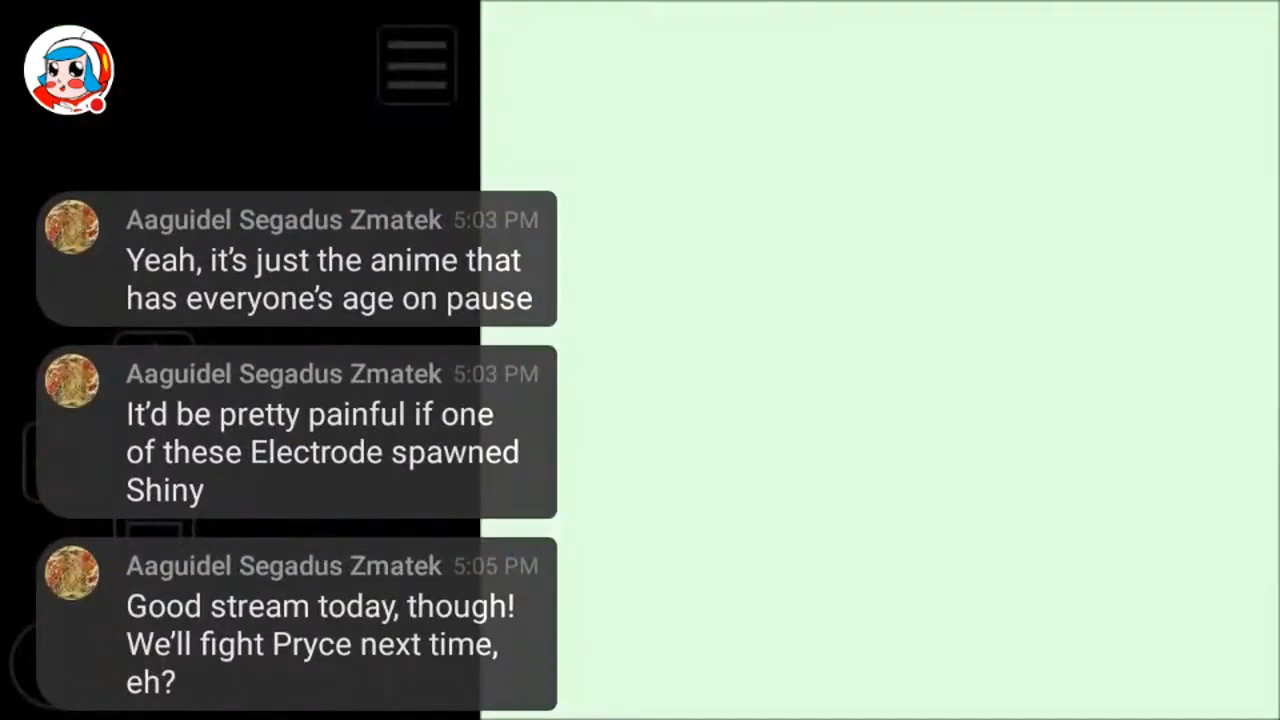 Aaguidel Segadus Zmatek 5:03 PM
Yeah, it’s just the anime that
has everyone’s age on pause
Aaguidel Segadus Zmatek 5:03 PM
It’d be pretty painful if one
of these Electrode spawned
Shiny
Aaguidel Segadus Zmatek 5:05 PM
Good stream today, though!
We’ll fight Pryce next time,
eh?